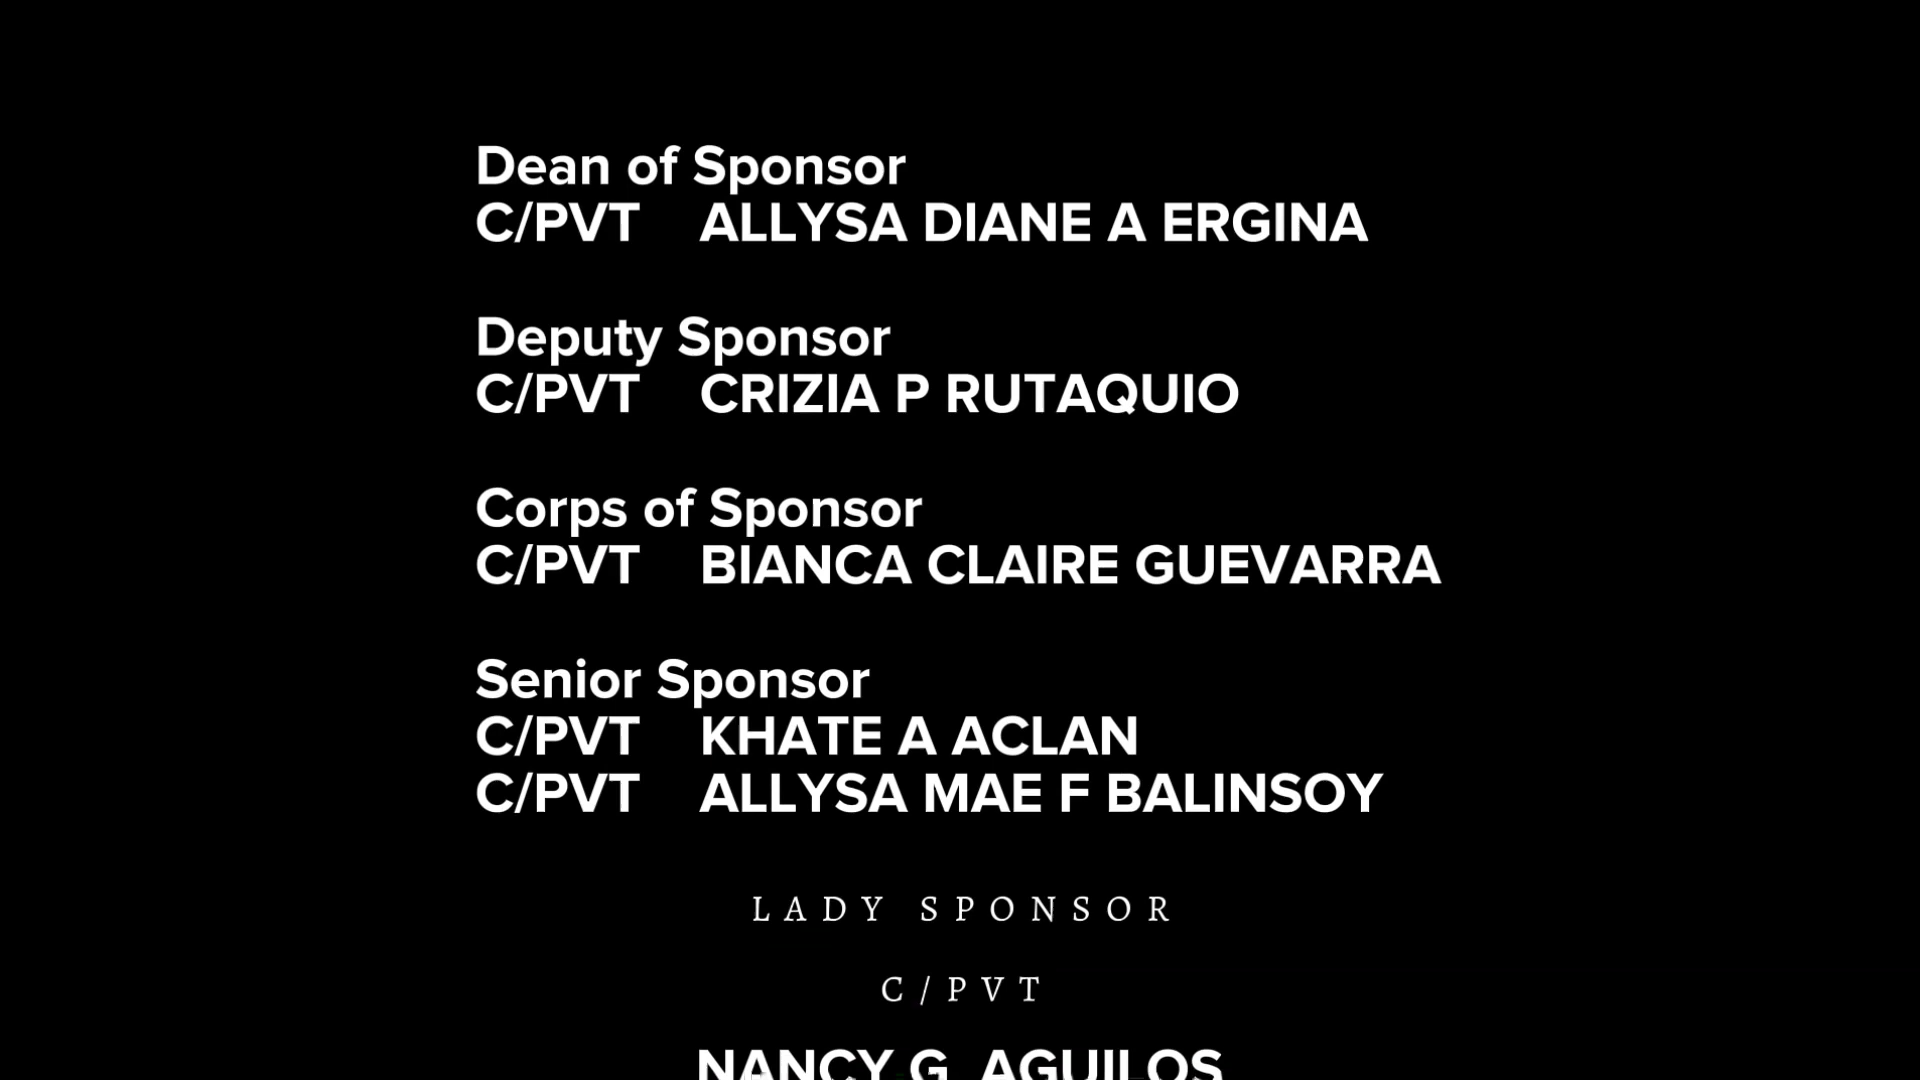 Dean of Sponsor
C/PVT ALLYSA DIANE A ERGINA
Deputy Sponsor
C/PVT CRIZIA P RUTAQUIO
Corps of Sponsor
C/PVT BIANCA CLAIRE GUEVARRA
Senior Sponsor
C/PVT KHATE A ACLAN
C/PVT ALLYSA MAE F BALINSOY
LADY SPONSOR
C/PVT
NANCY G. AGUILOS